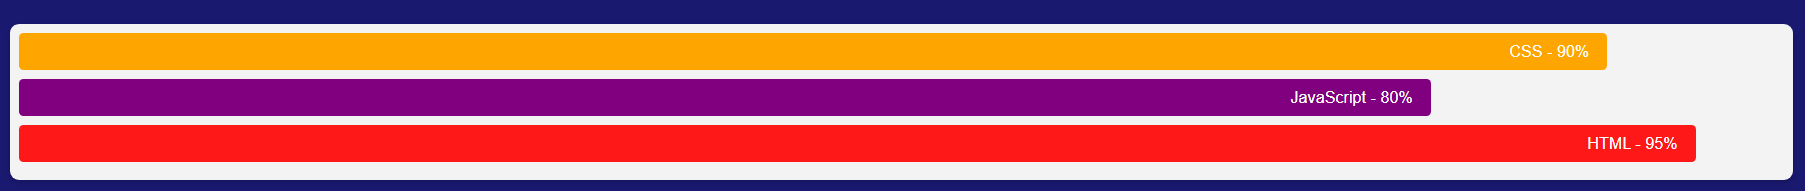 CSS - 90%
JavaScript - 80%
HTML - 95%